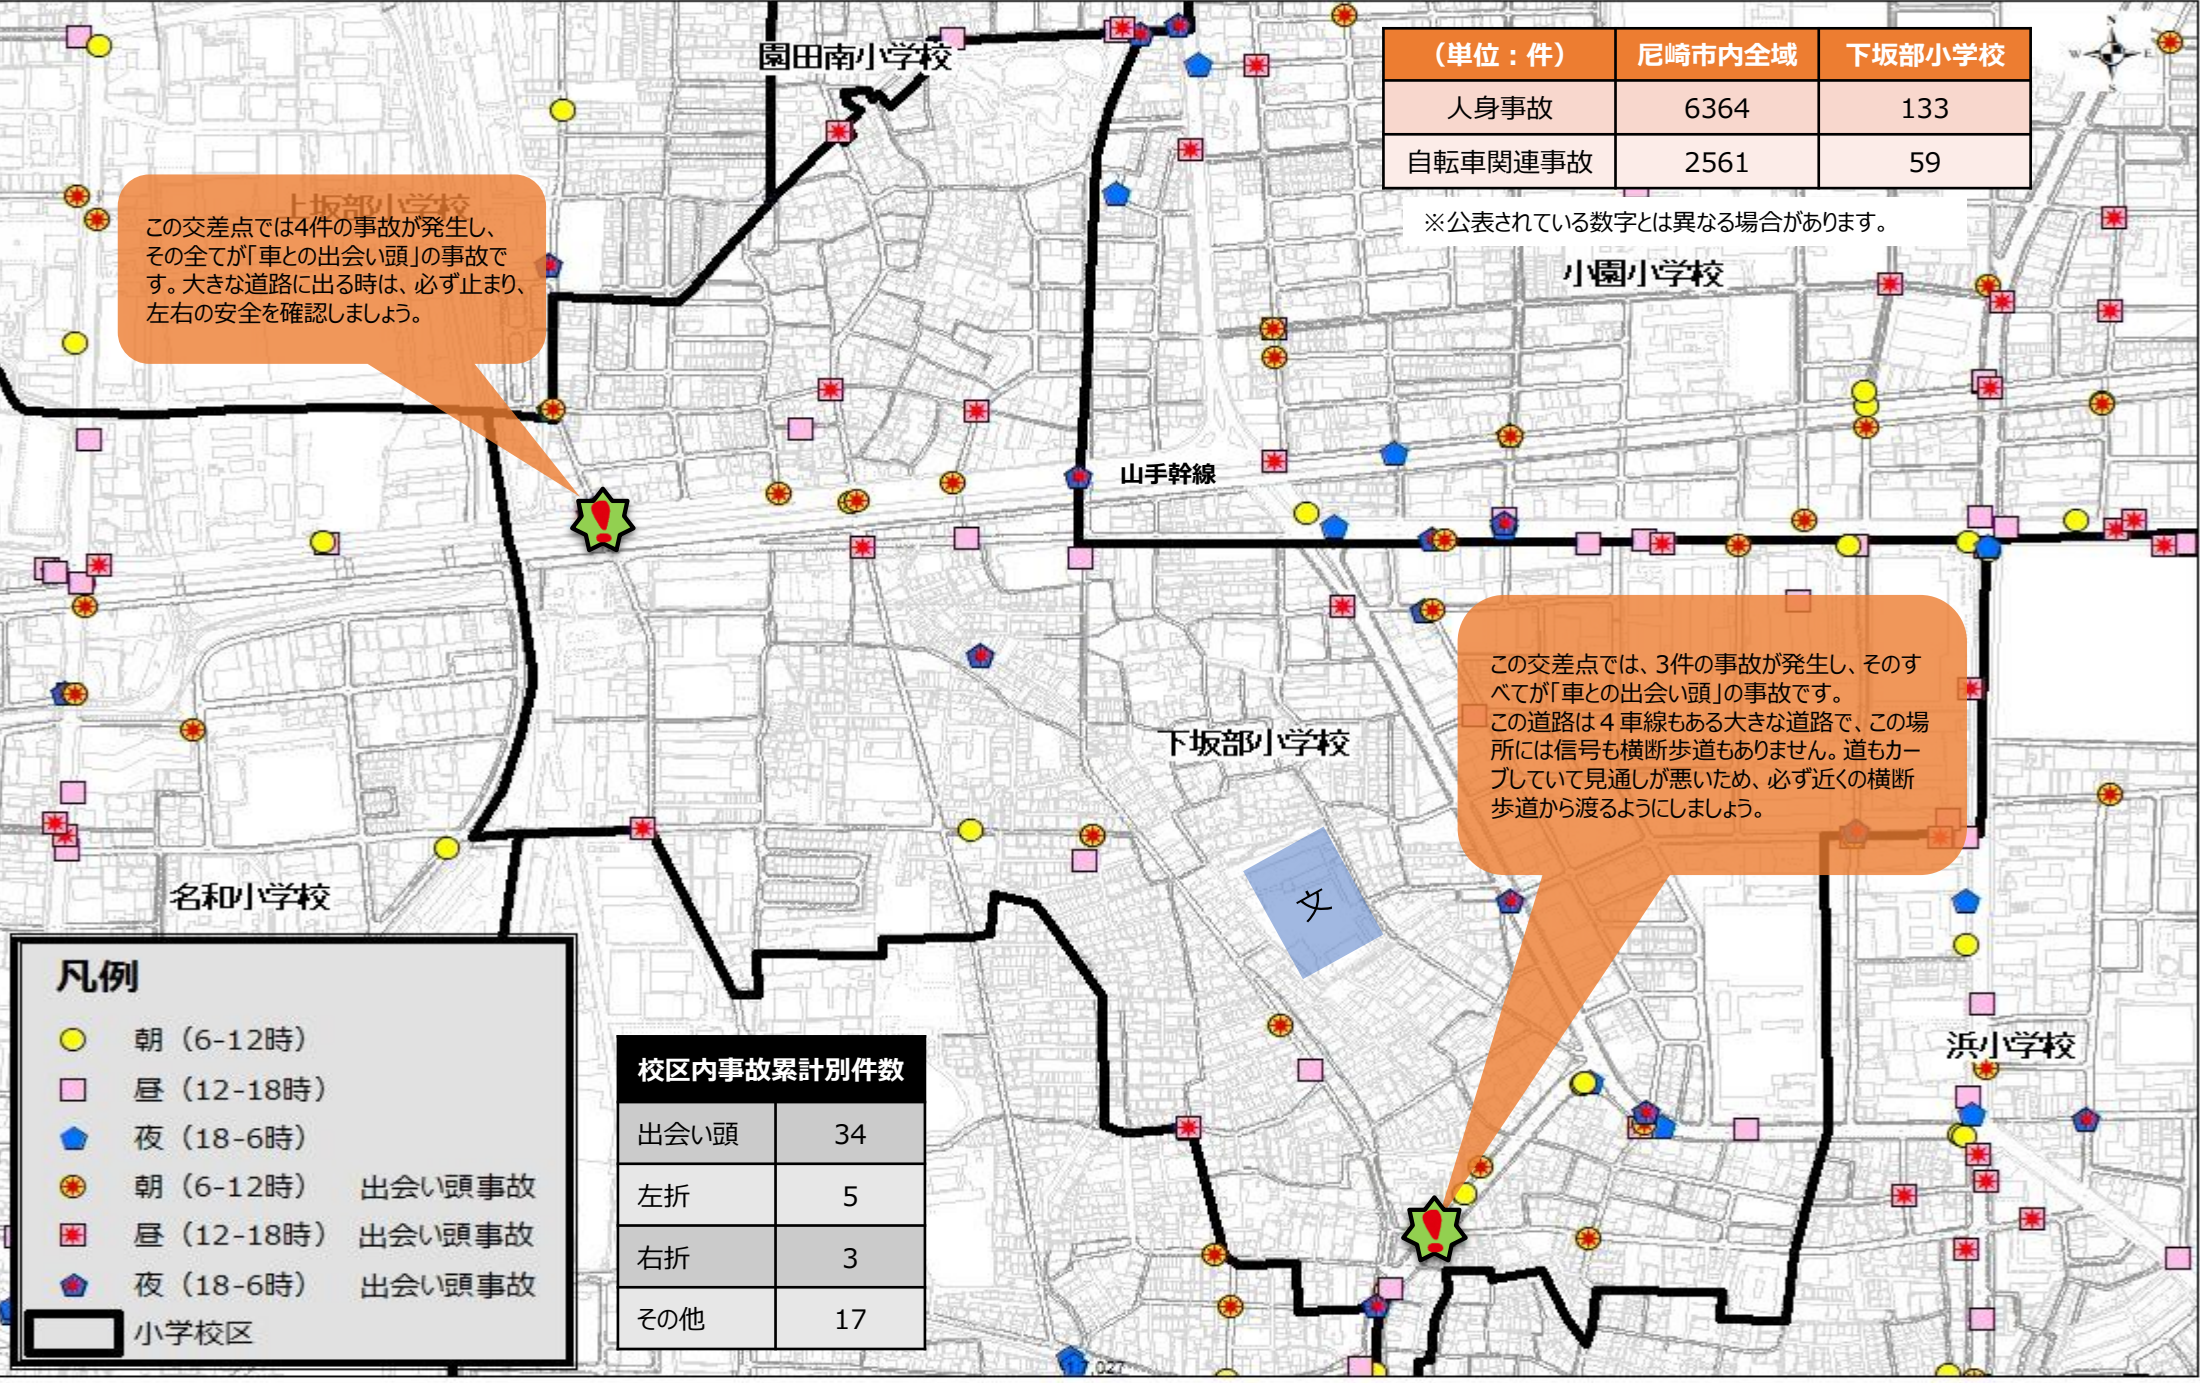 園田南小学校
（単位：件） 尼崎市内全域 下坂部小学校
人身事故 6364 133
自転車関連事故 2561 59
※公表されている数字とは異なる場合があります。
N
W E
S
上坂部小学校
この交差点では4件の事故が発生し、
その全てが「車との出会い頭」の事故で
す。大きな道路に出る時は、必ず止まり、
左右の安全を確認しましょう。
小園小学校
山手幹線
この交差点では、3件の事故が発生し、そのす
べてが「車との出会い頭」の事故です。
この道路は４車線もある大きな道路で、この場
所には信号も横断歩道もありません。道もカー
ブしていて見通しが悪いため、必ず近くの横断
歩道から渡るようにしましょう。
下坂部小学校
文
名和小学校
浜小学校
凡例
朝（6-12時）
昼（12-18時）
夜（18-6時）
朝（6-12時） 出会い頭事故
昼（12-18時） 出会い頭事故
夜（18-6時） 出会い頭事故
小学校区
校区内事故累計別件数
出会い頭 34
左折 5
右折 3
その他 17